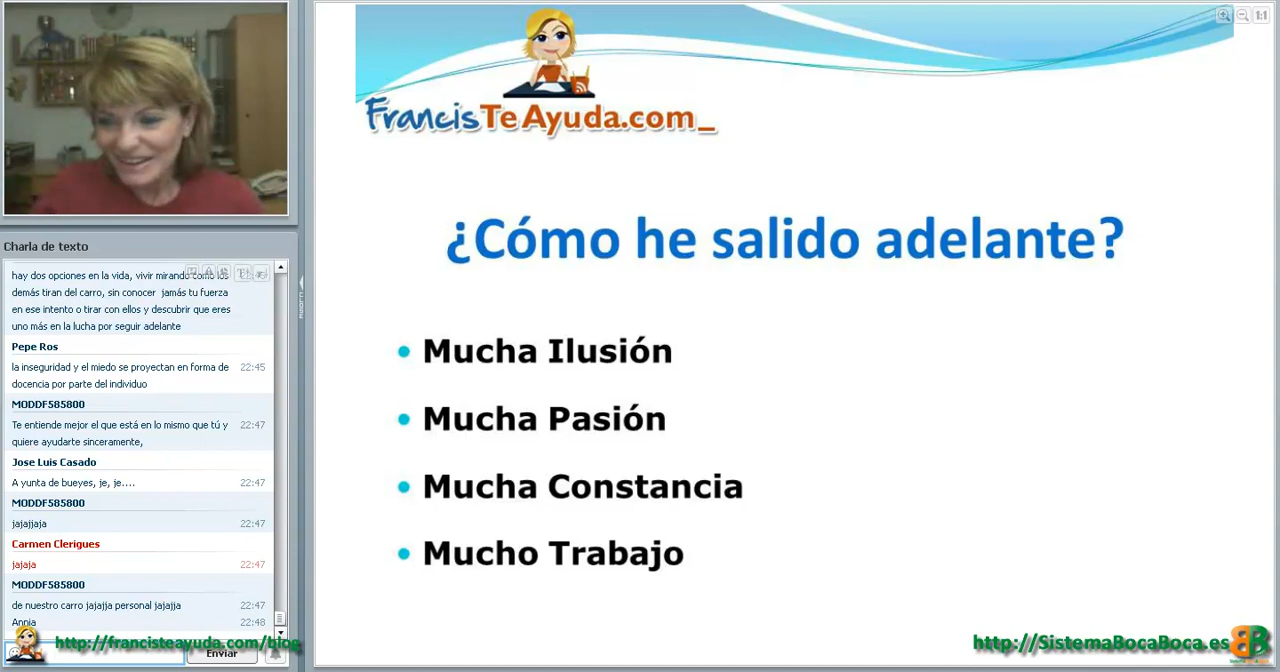 1:1
FrancisTeAyuda.com_
¿Cómo he salido adelante?
• Mucha Ilusión
• Mucha Pasión
• Mucha Constancia
• Mucho Trabajo
Charla de texto
hay dos opciones en la vida, vivir mirando como los
demás tiran del carro, sin conocer jamás tu fuerza
en ese intento o tirar con ellos y descubrir que eres
uno más en la lucha por seguir adelante
Pepe Ros
la inseguridad y el miedo se proyectan en forma de 22:45
docencia por parte del individuo
MODDF585800
Te entiende mejor el que está en lo mismo que tú y 22:47
quiere ayudarte sinceramente,
Jose Luis Casado
A yunta de bueyes, je, je.... 22:47
MODDF585800
jajajjaja 22:47
Carmen Clerigues
jajaja 22:47
MODDF585800
de nuestro carro jajajja personal jajajja 22:47
Annia 22:48
http://francisteayuda.com/blog
Enviar
http://SistemaBocaBoca.es